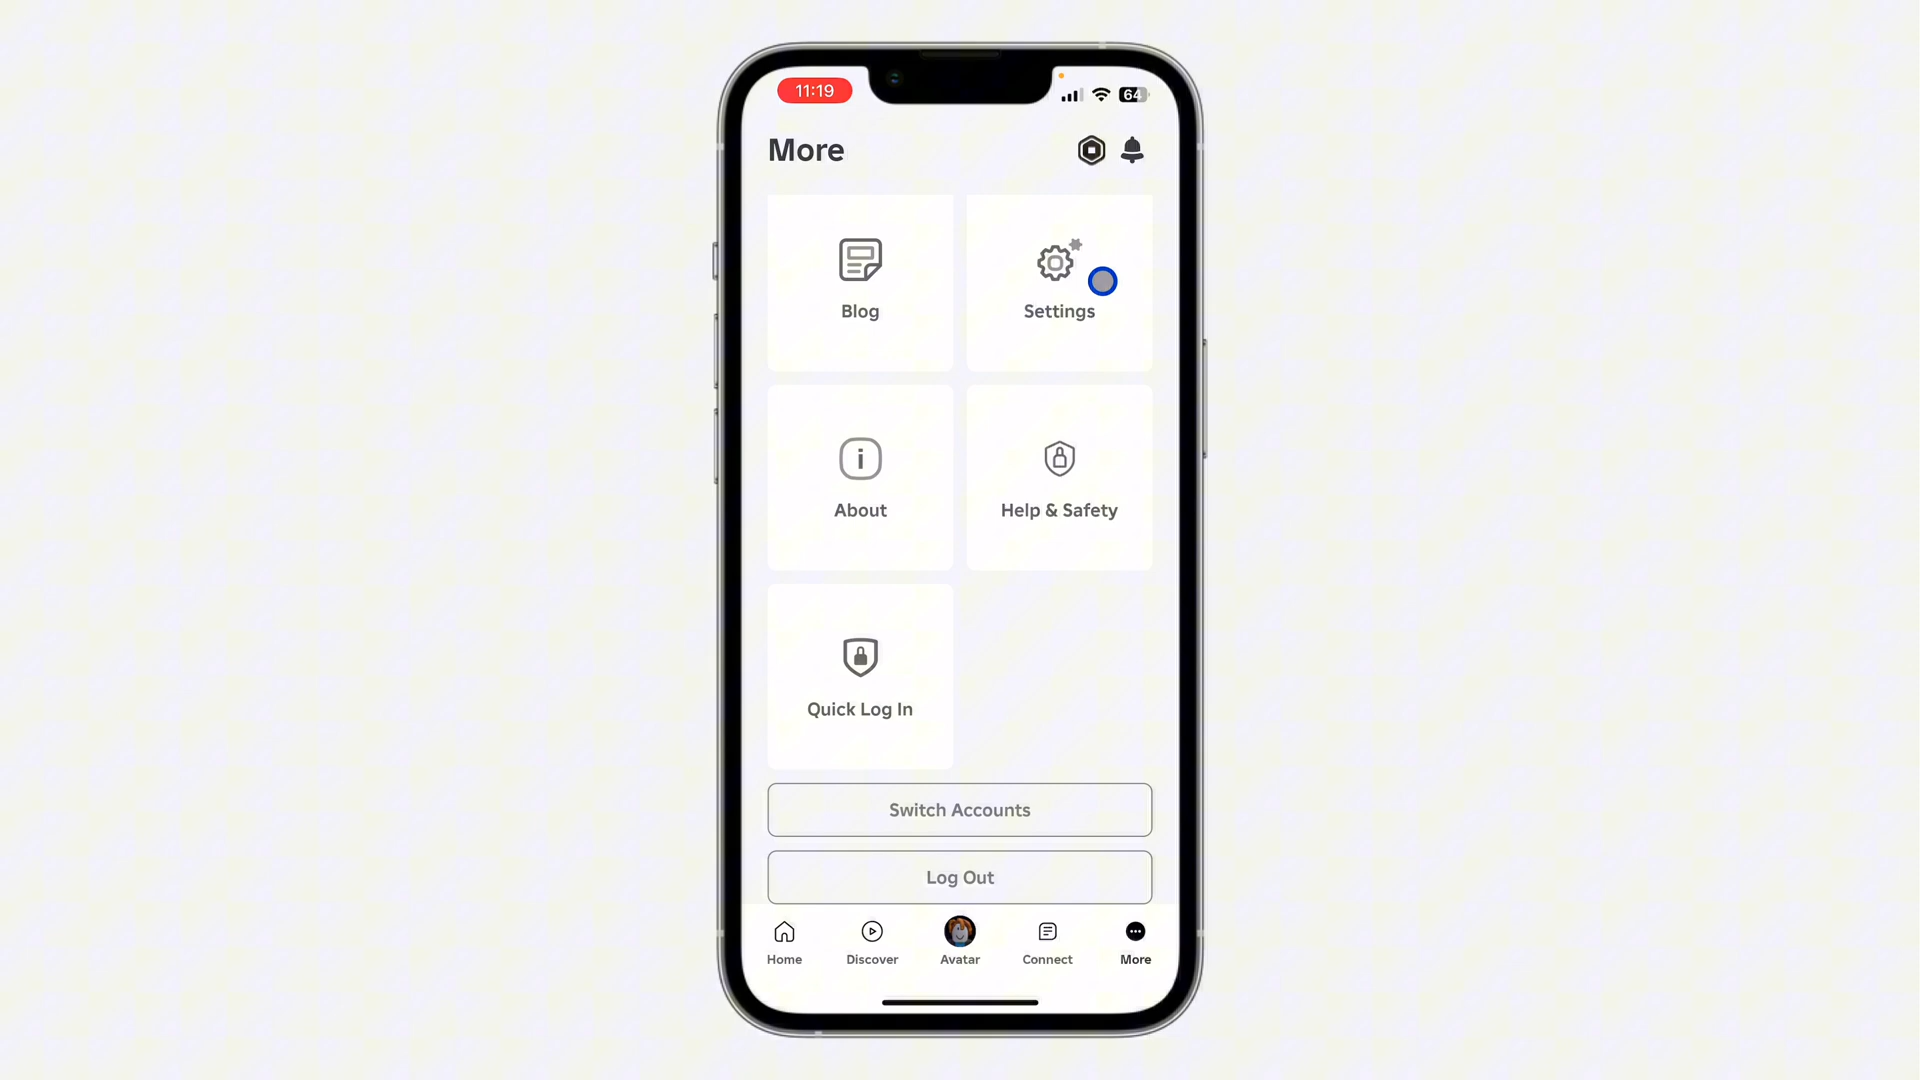 11:19
64
More
Blog
Settings
About
Help & Safety
Quick Log In
Switch Accounts
Log Out
Home
Discover
Avatar
Connect
More